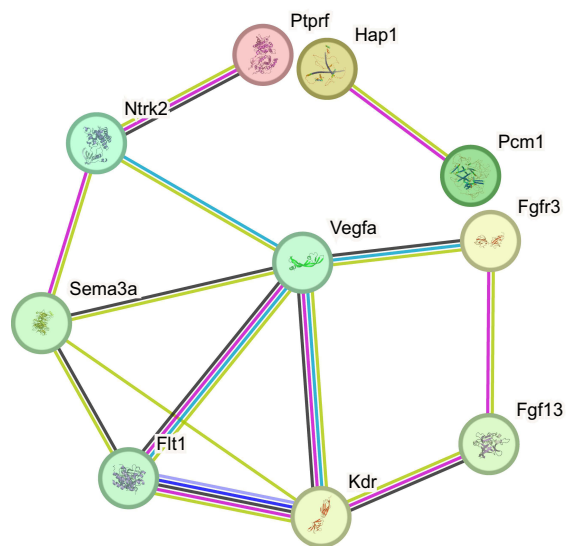 Ptprf
Hap1
Ntrk2
Pcm1
Fgfr3
Vegfa
Sema3a
Fgf13
Flt1
Kdr